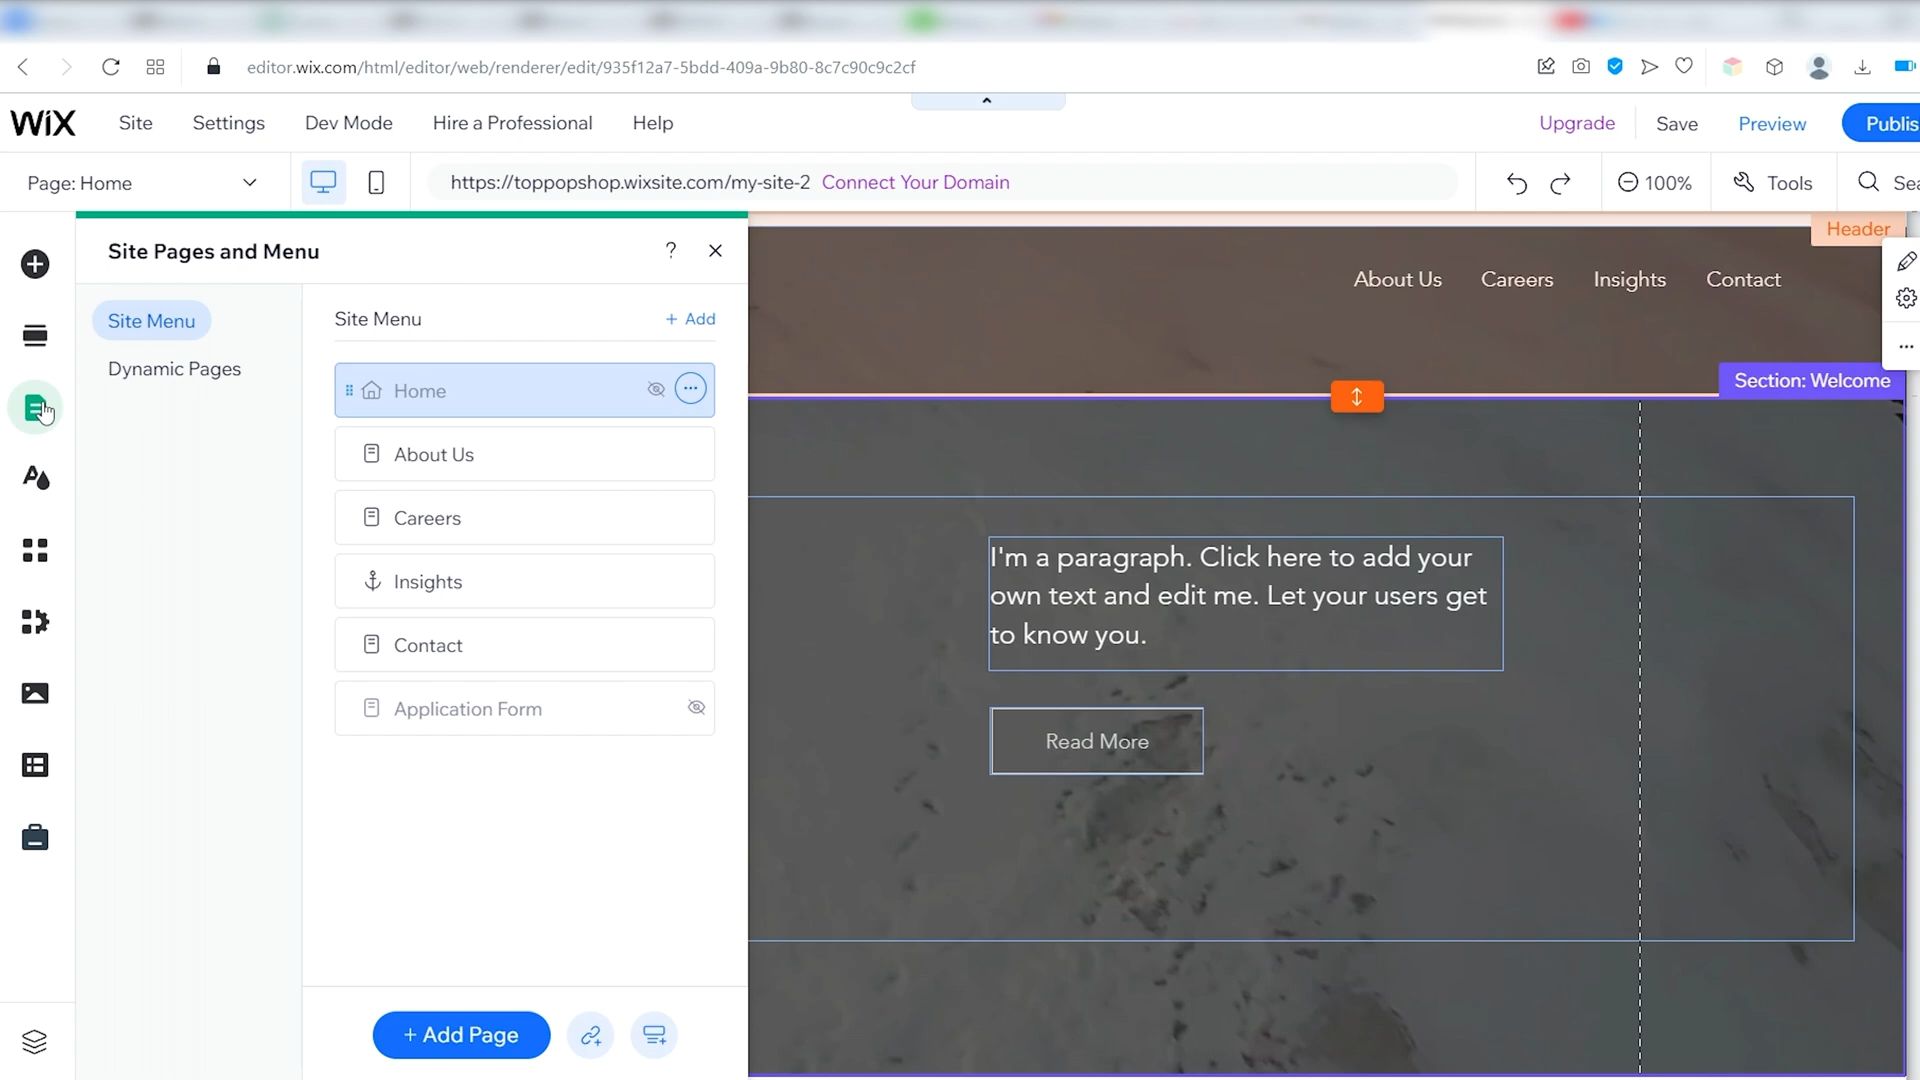 editor.wix.com/html/editor/web/renderer/edit/935f12a7-5bdd-409a-9b80-8c7c90c9c2cf
WiX
Site
Settings
Dev Mode
Hire a Professional
Help
Upgrade
Save
Preview
Publis
Page: Home
https://toppopshop.wixsite.com/my-site-2 Connect Your Domain
100%
Tools
Sea
Site Pages and Menu
?
Site Menu
Dynamic Pages
Site Menu
+ Add
Home
About Us
Careers
Insights
Contact
Application Form
+ Add Page
Header
About Us
Careers
Insights
Contact
Section: Welcome
I'm a paragraph. Click here to add your
own text and edit me. Let your users get
to know you.
Read More